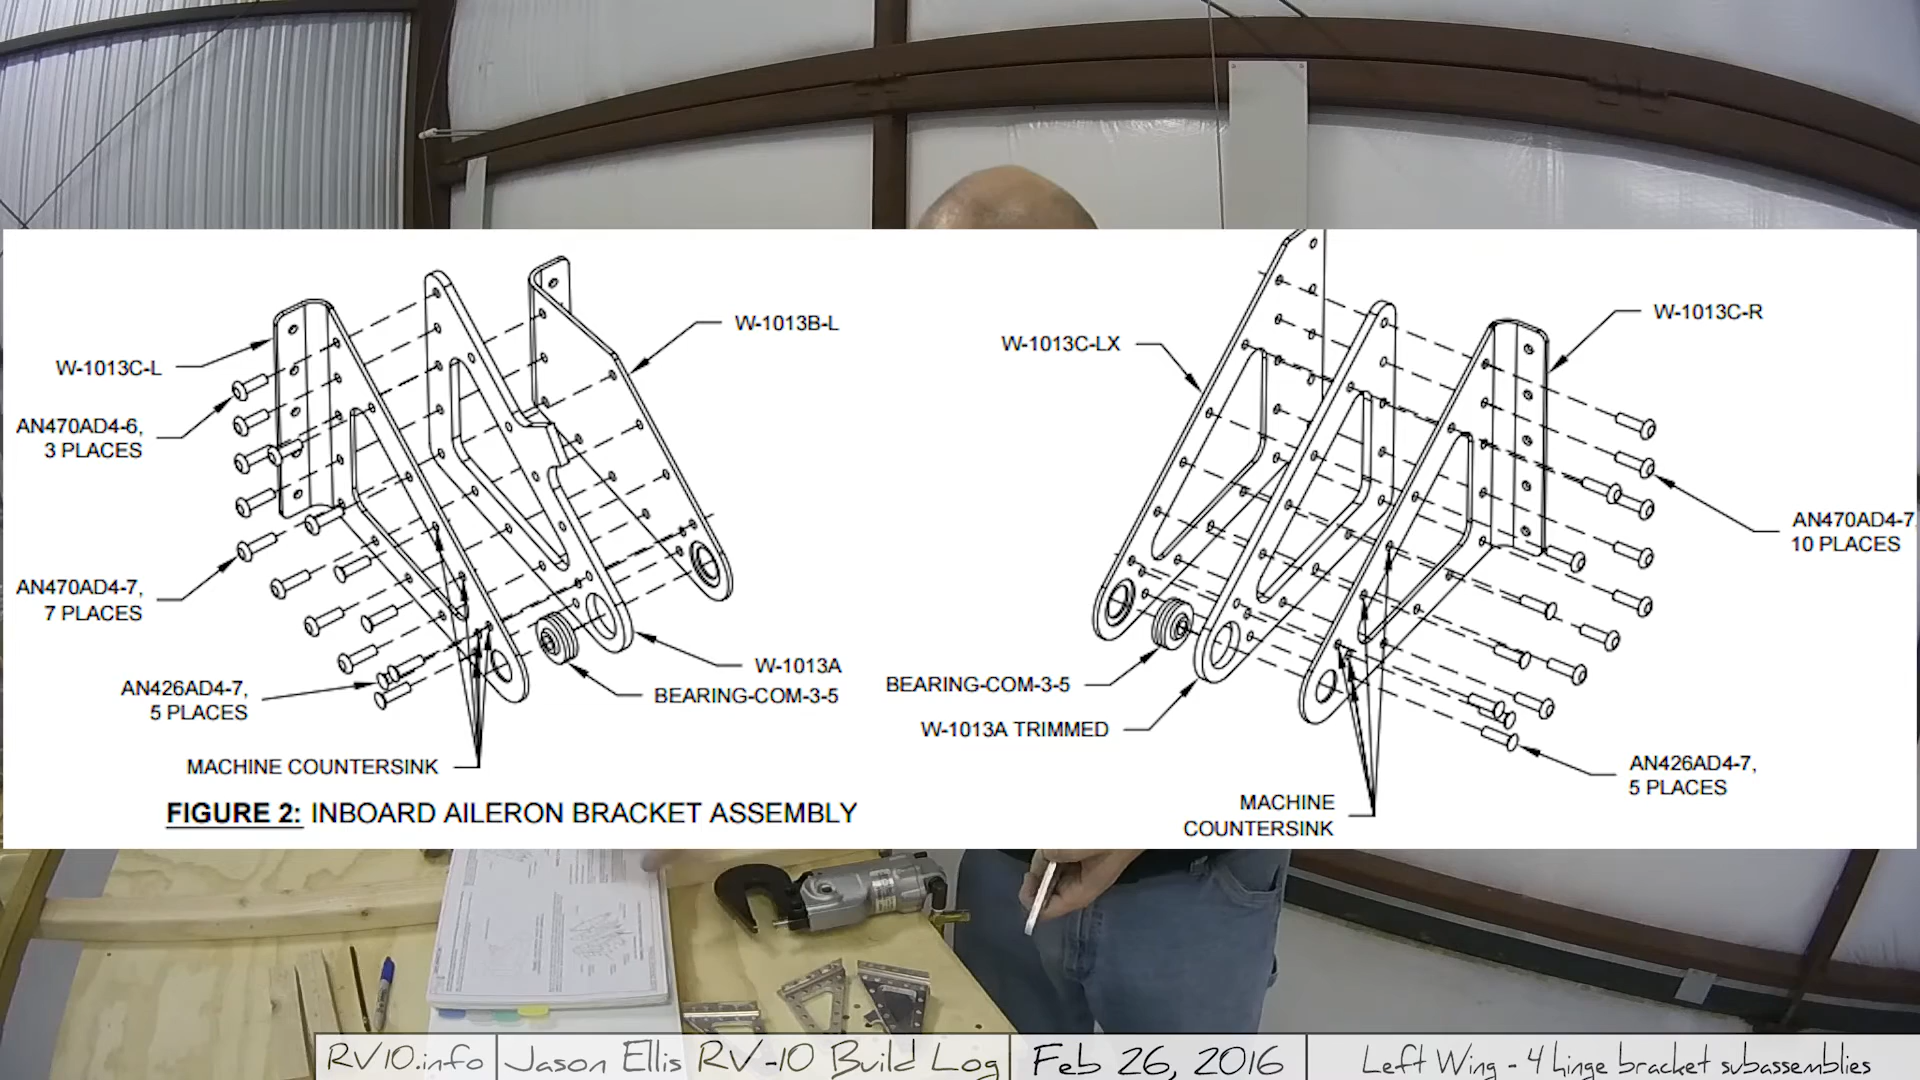 W-1013B-L
W-1013C-L
AN470AD4-6,
3 PLACES
AN470AD4-7,
7 PLACES
W-1013A
BEARING-COM-3-5
AN426AD4-7,
5 PLACES
MACHINE COUNTERSINK
FIGURE 2: INBOARD AILERON BRACKET ASSEMBLY
W-1013C-R
W-1013C-LX
AN470AD4-7
10 PLACES
BEARING-COM-3-5
W-1013A TRIMMED
AN426AD4-7,
5 PLACES
MACHINE
COUNTERSINK
RV10.info Jason Ellis RV-10 Build Log Feb 26, 2016 Left Wing - 4 hinge bracket subassemblies